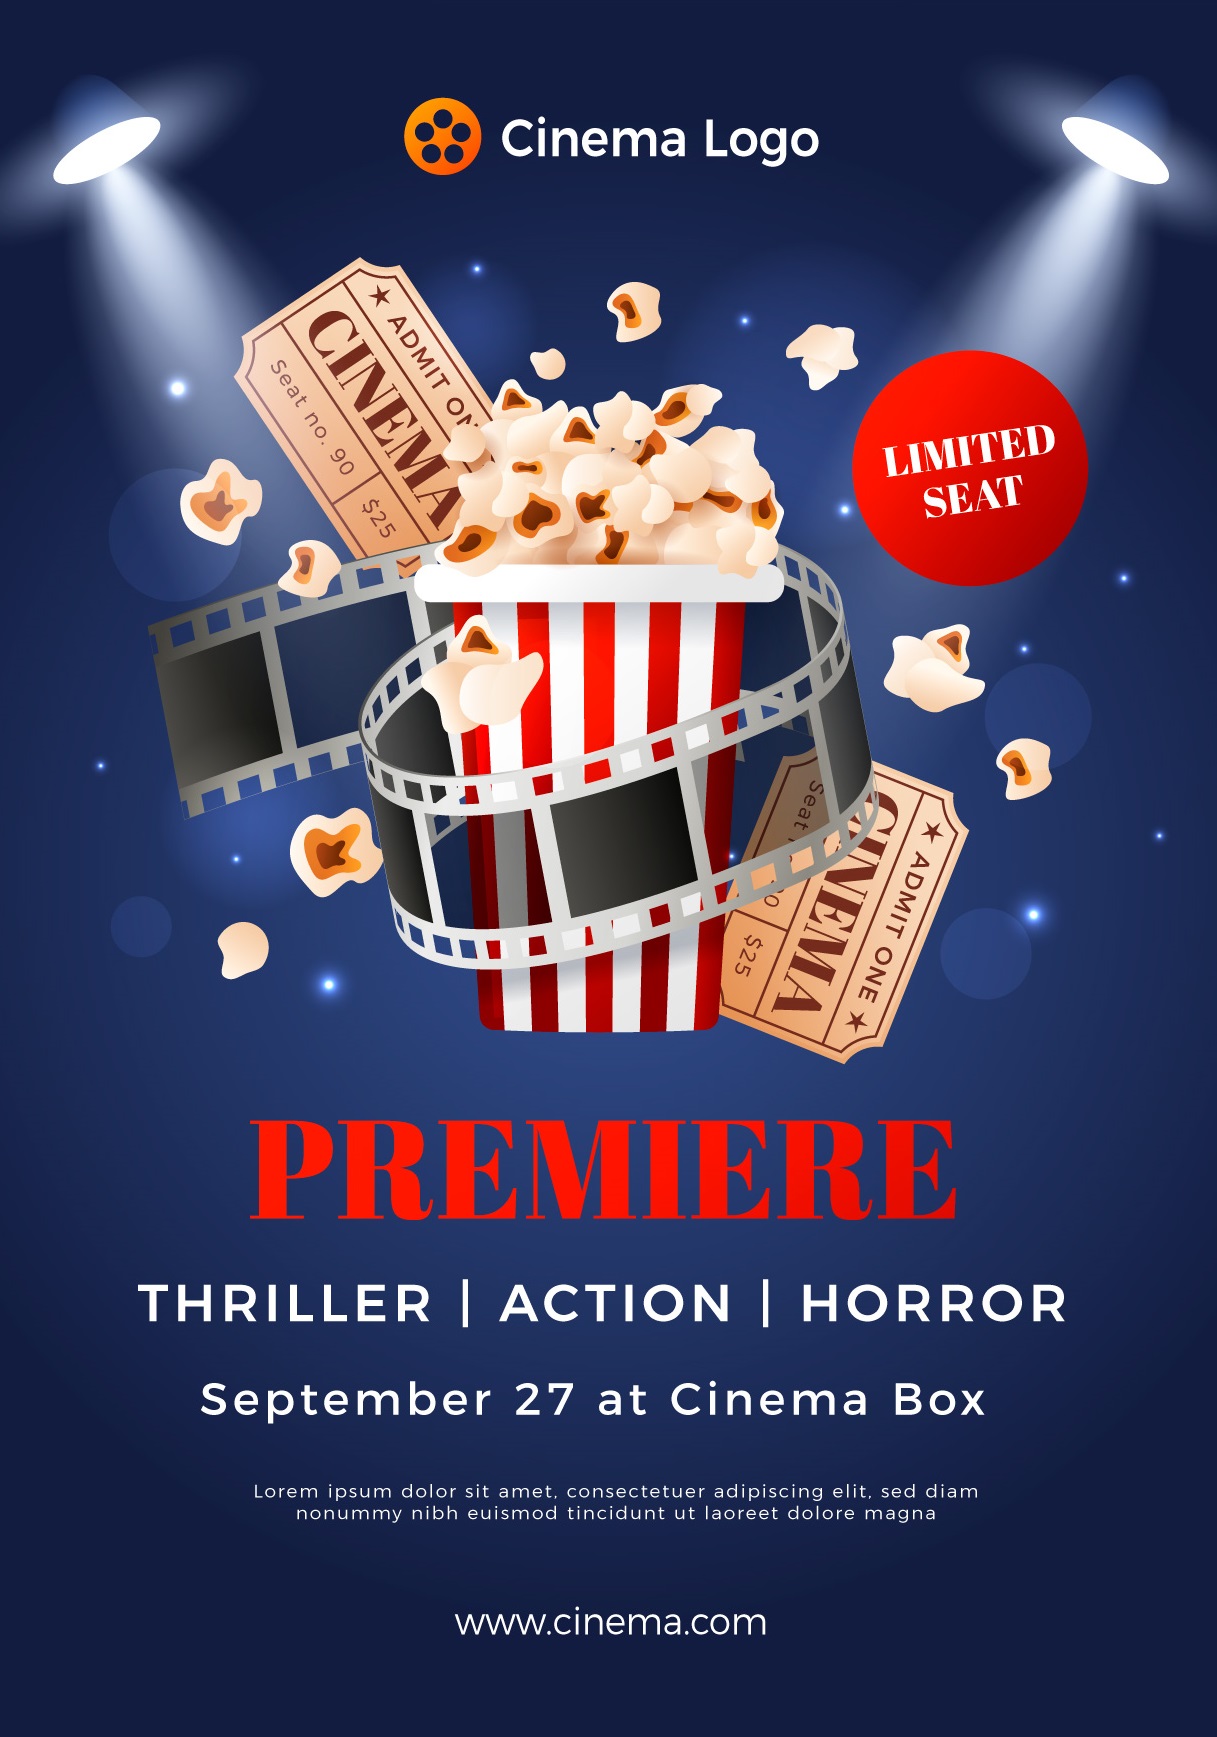 Cinema Logo
ADMIT ON
CINEMA
Seat no. 90
$25
LIMITED
SEAT
ADMIT ONE
CINEMA
Seat
$25
PREMIERE
THRILLER | ACTION | HORROR
September 27 at Cinema Box
Lorem ipsum dolor sit amet, consectetuer adipiscing elit, sed diam
nonummy nibh euismod tincidunt ut laoreet dolore magna
www.cinema.com